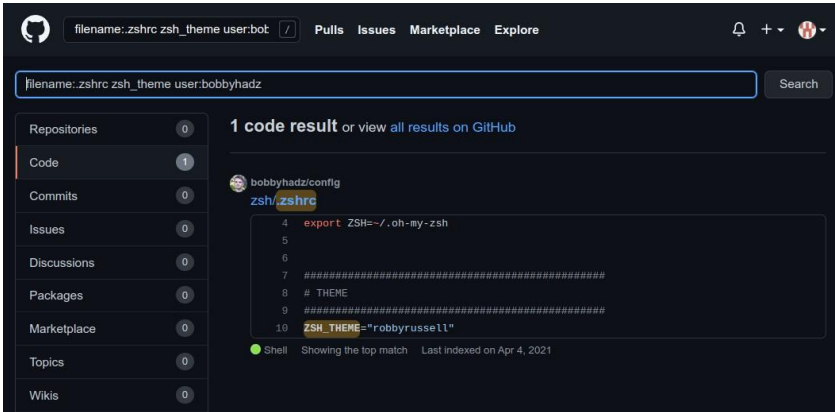 filename:.zshrc zsh_theme user:bob /
Pulls Issues Marketplace Explore
filename:.zshrc zsh_theme user:bobbyhadz
Search
Repositories 0
Code 1
Commits 0
Issues 0
Discussions 0
Packages 0
Marketplace 0
Topics 0
Wikis 0
1 code result or view all results on GitHub
bobbyhadz/config
zsh/.zshrc
4 export ZSH=~/.oh-my-zsh
5
6
7 ################################################
8 # THEME
9 ################################################
10 ZSH_THEME="robbyrussell"
Shell Showing the top match Last indexed on Apr 4, 2021